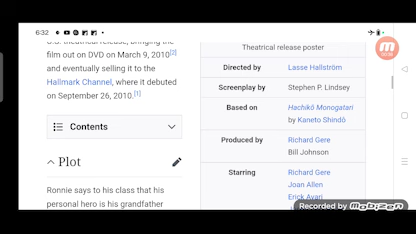 6:32
U.S. theatrical release, bringing the
film out on DVD on March 9, 2010[2]
and eventually selling it to the
Hallmark Channel, where it debuted
on September 26, 2010.[1]
Contents
Plot
Ronnie says to his class that his
personal hero is his grandfather
Theatrical release poster
Directed by Lasse Hallström
Screenplay by Stephen P. Lindsey
Based on Hachikō Monogatari
by Kaneto Shindō
Produced by Richard Gere
Bill Johnson
Starring Richard Gere
Joan Allen
Erick Avari
Recorded by
MOBIZEN